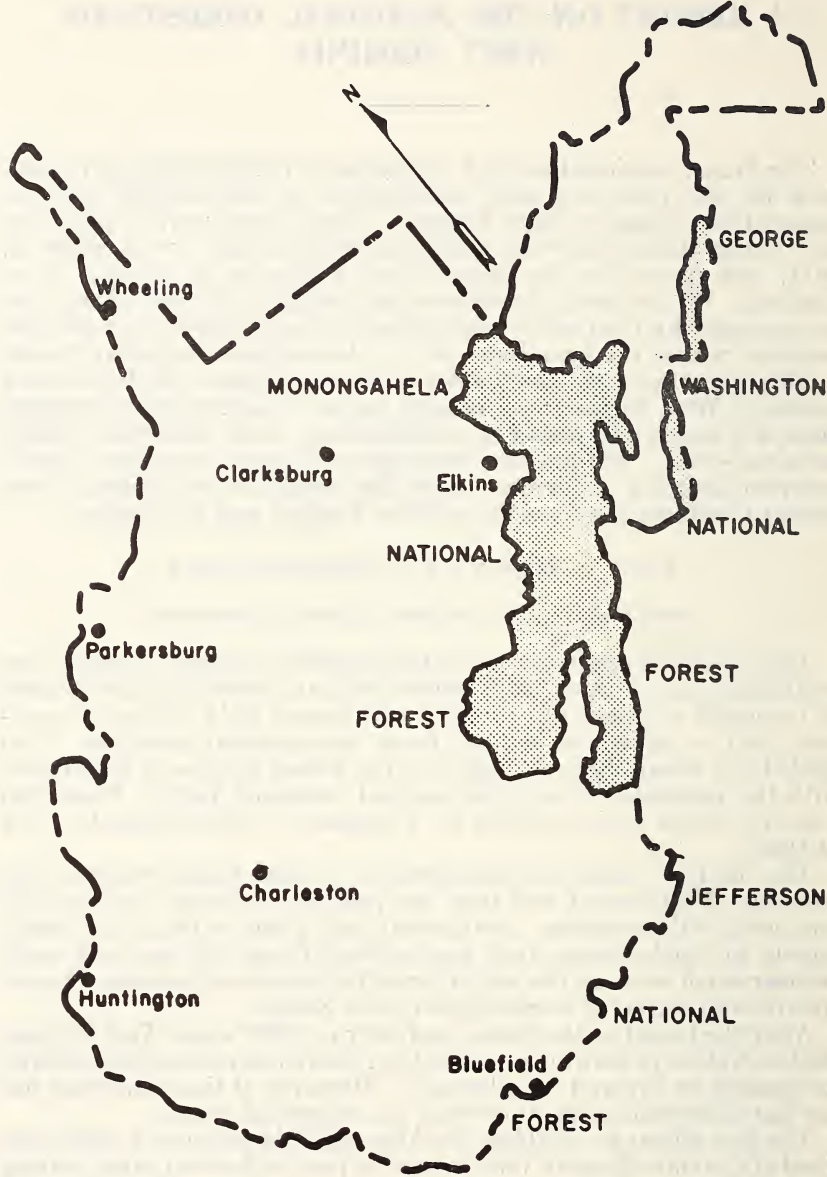 N
Wheeling
GEORGE
MONONGAHELA
WASHINGTON
Clarksburg
Elkins
NATIONAL
NATIONAL
Parkersburg
FOREST
FOREST
Charleston
JEFFERSON
Huntington
NATIONAL
Bluefield
FOREST